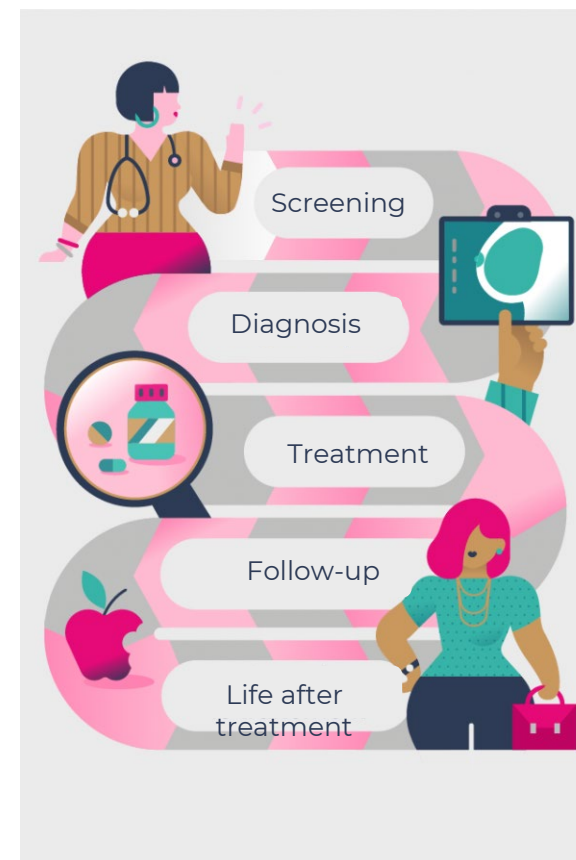 Screening
Diagnosis
Treatment
Follow-up
Life after
treatment